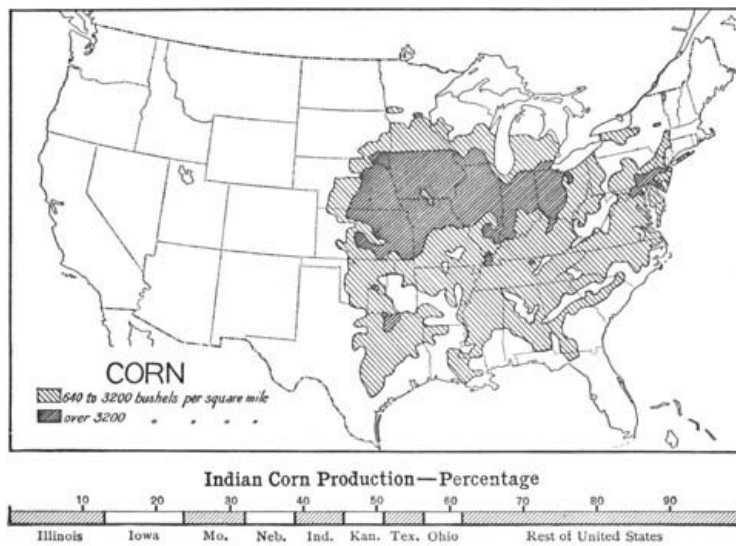 CORN
640 to 3200 bushels per square mile
over 3200 " " " "
Indian Corn Production—Percentage
10 20 30 40 50 60 70 80 90
Illinois Iowa Mo. Neb. Ind. Kan. Tex. Ohio Rest of United States